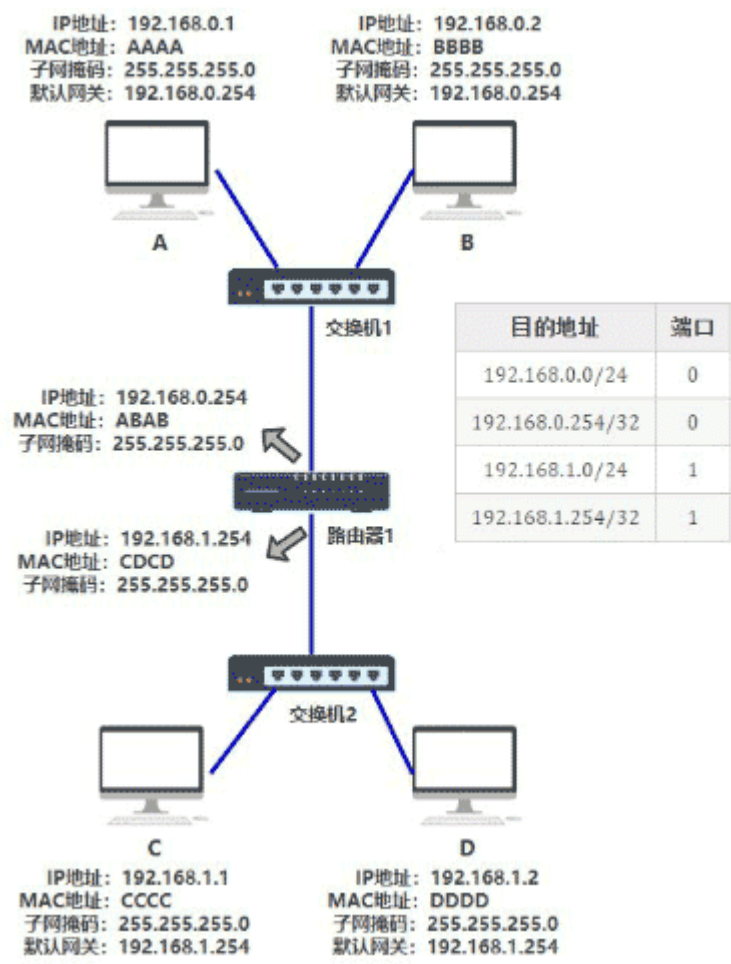 IP地址：192.168.0.1
MAC地址：AAAA
子网掩码：255.255.255.0
默认网关：192.168.0.254
IP地址：192.168.0.2
MAC地址：BBBB
子网掩码：255.255.255.0
默认网关：192.168.0.254
A
B
交换机1
目的地址 端口
192.168.0.0/24 0
192.168.0.254/32 0
192.168.1.0/24 1
192.168.1.254/32 1
IP地址：192.168.0.254
MAC地址：ABAB
子网掩码：255.255.255.0
路由器1
IP地址：192.168.1.254
MAC地址：CDCD
子网掩码：255.255.255.0
交换机2
C
D
IP地址：192.168.1.1
MAC地址：CCCC
子网掩码：255.255.255.0
默认网关：192.168.1.254
IP地址：192.168.1.2
MAC地址：DDDD
子网掩码：255.255.255.0
默认网关：192.168.1.254